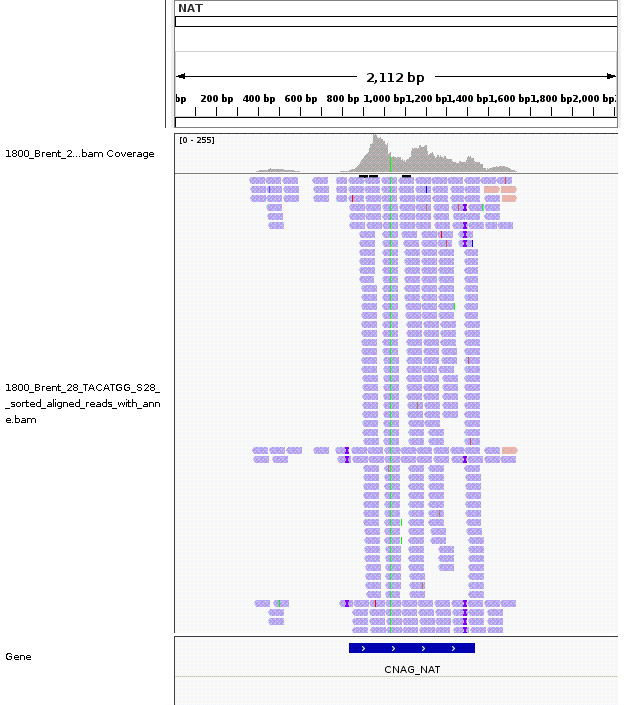 NAT
2,112 bp
bp 200 bp 400 bp 600 bp 800 bp 1,000 bp 1,200 bp 1,400 bp 1,600 bp 1,800 bp 2,000 bp
[0 - 255]
1800_Brent_2...bam Coverage
1800_Brent_28_TACATGG_S28_
_sorted_aligned_reads_with_ann
e.bam
Gene
CNAG_NAT